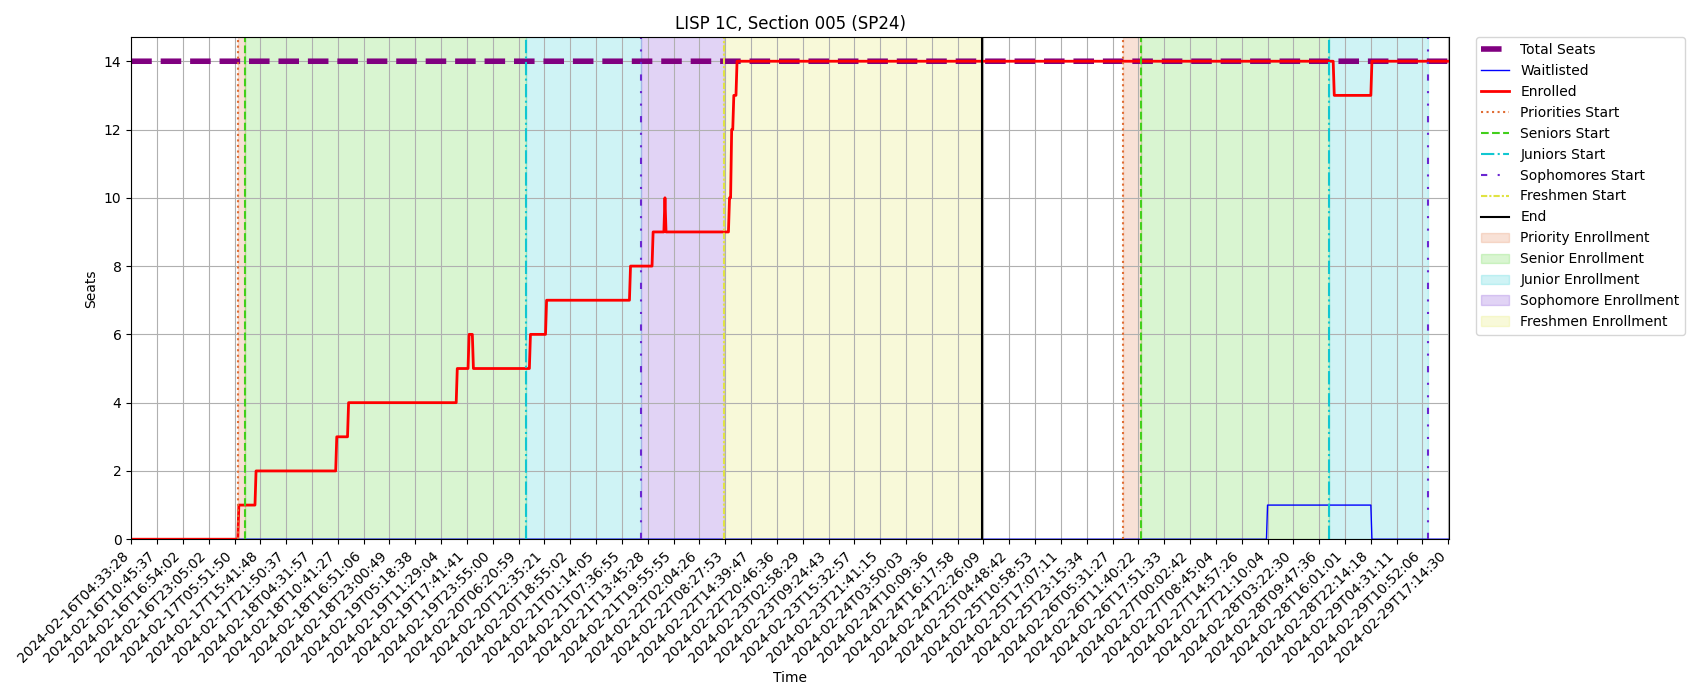 LISP 1C, Section 005 (SP24)
Seats
14
12
10
8
6
4
2
0
2024-02-16T04:33:28
2024-02-16T10:45:37
2024-02-16T16:54:02
2024-02-16T23:05:02
2024-02-17T05:51:50
2024-02-17T15:41:48
2024-02-17T21:50:37
2024-02-18T04:31:57
2024-02-18T10:41:27
2024-02-18T16:51:06
2024-02-18T23:00:49
2024-02-19T05:18:38
2024-02-19T11:29:04
2024-02-19T17:41:41
2024-02-19T23:55:00
2024-02-20T06:20:59
2024-02-20T12:35:21
2024-02-20T18:55:02
2024-02-21T01:14:05
2024-02-21T07:36:55
2024-02-21T13:45:28
2024-02-21T19:55:55
2024-02-22T02:04:26
2024-02-22T08:27:53
2024-02-22T14:39:47
2024-02-22T20:46:36
2024-02-23T02:58:29
2024-02-23T09:24:43
2024-02-23T15:32:57
2024-02-23T21:41:15
2024-02-24T03:50:03
2024-02-24T10:09:36
2024-02-24T16:17:58
2024-02-24T22:26:09
2024-02-25T04:48:42
2024-02-25T10:58:53
2024-02-25T17:07:11
2024-02-25T23:15:34
2024-02-26T05:31:27
2024-02-26T11:40:22
2024-02-26T17:51:33
2024-02-27T00:02:42
2024-02-27T08:45:04
2024-02-27T14:57:26
2024-02-27T21:10:04
2024-02-28T03:22:30
2024-02-28T09:47:36
2024-02-28T16:01:01
2024-02-28T22:14:18
2024-02-29T04:31:11
2024-02-29T10:52:06
2024-02-29T17:14:30
Time
Total Seats
Waitlisted
Enrolled
Priorities Start
Seniors Start
Juniors Start
Sophomores Start
Freshmen Start
End
Priority Enrollment
Senior Enrollment
Junior Enrollment
Sophomore Enrollment
Freshmen Enrollment